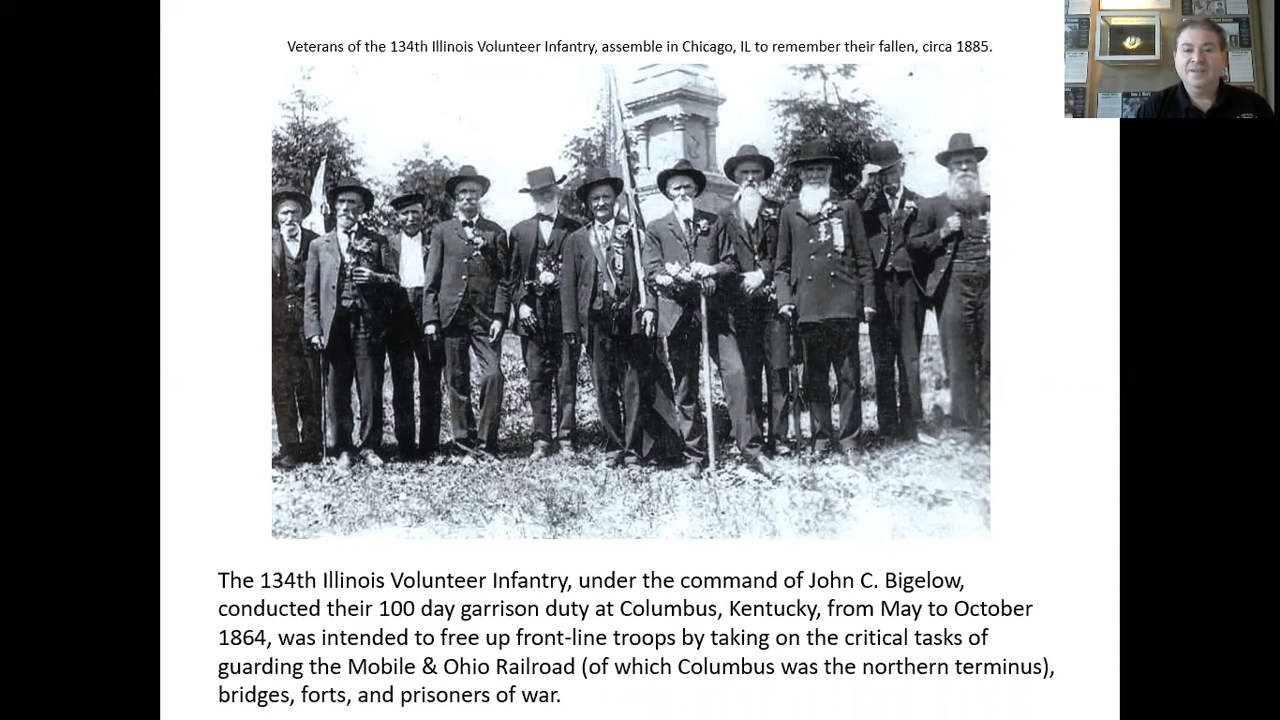 Veterans of the 134th Illinois Volunteer Infantry, assemble in Chicago, IL to remember their fallen, circa 1885.
The 134th Illinois Volunteer Infantry, under the command of John C. Bigelow,
conducted their 100 day garrison duty at Columbus, Kentucky, from May to October
1864, was intended to free up front-line troops by taking on the critical tasks of
guarding the Mobile & Ohio Railroad (of which Columbus was the northern terminus),
bridges, forts, and prisoners of war.